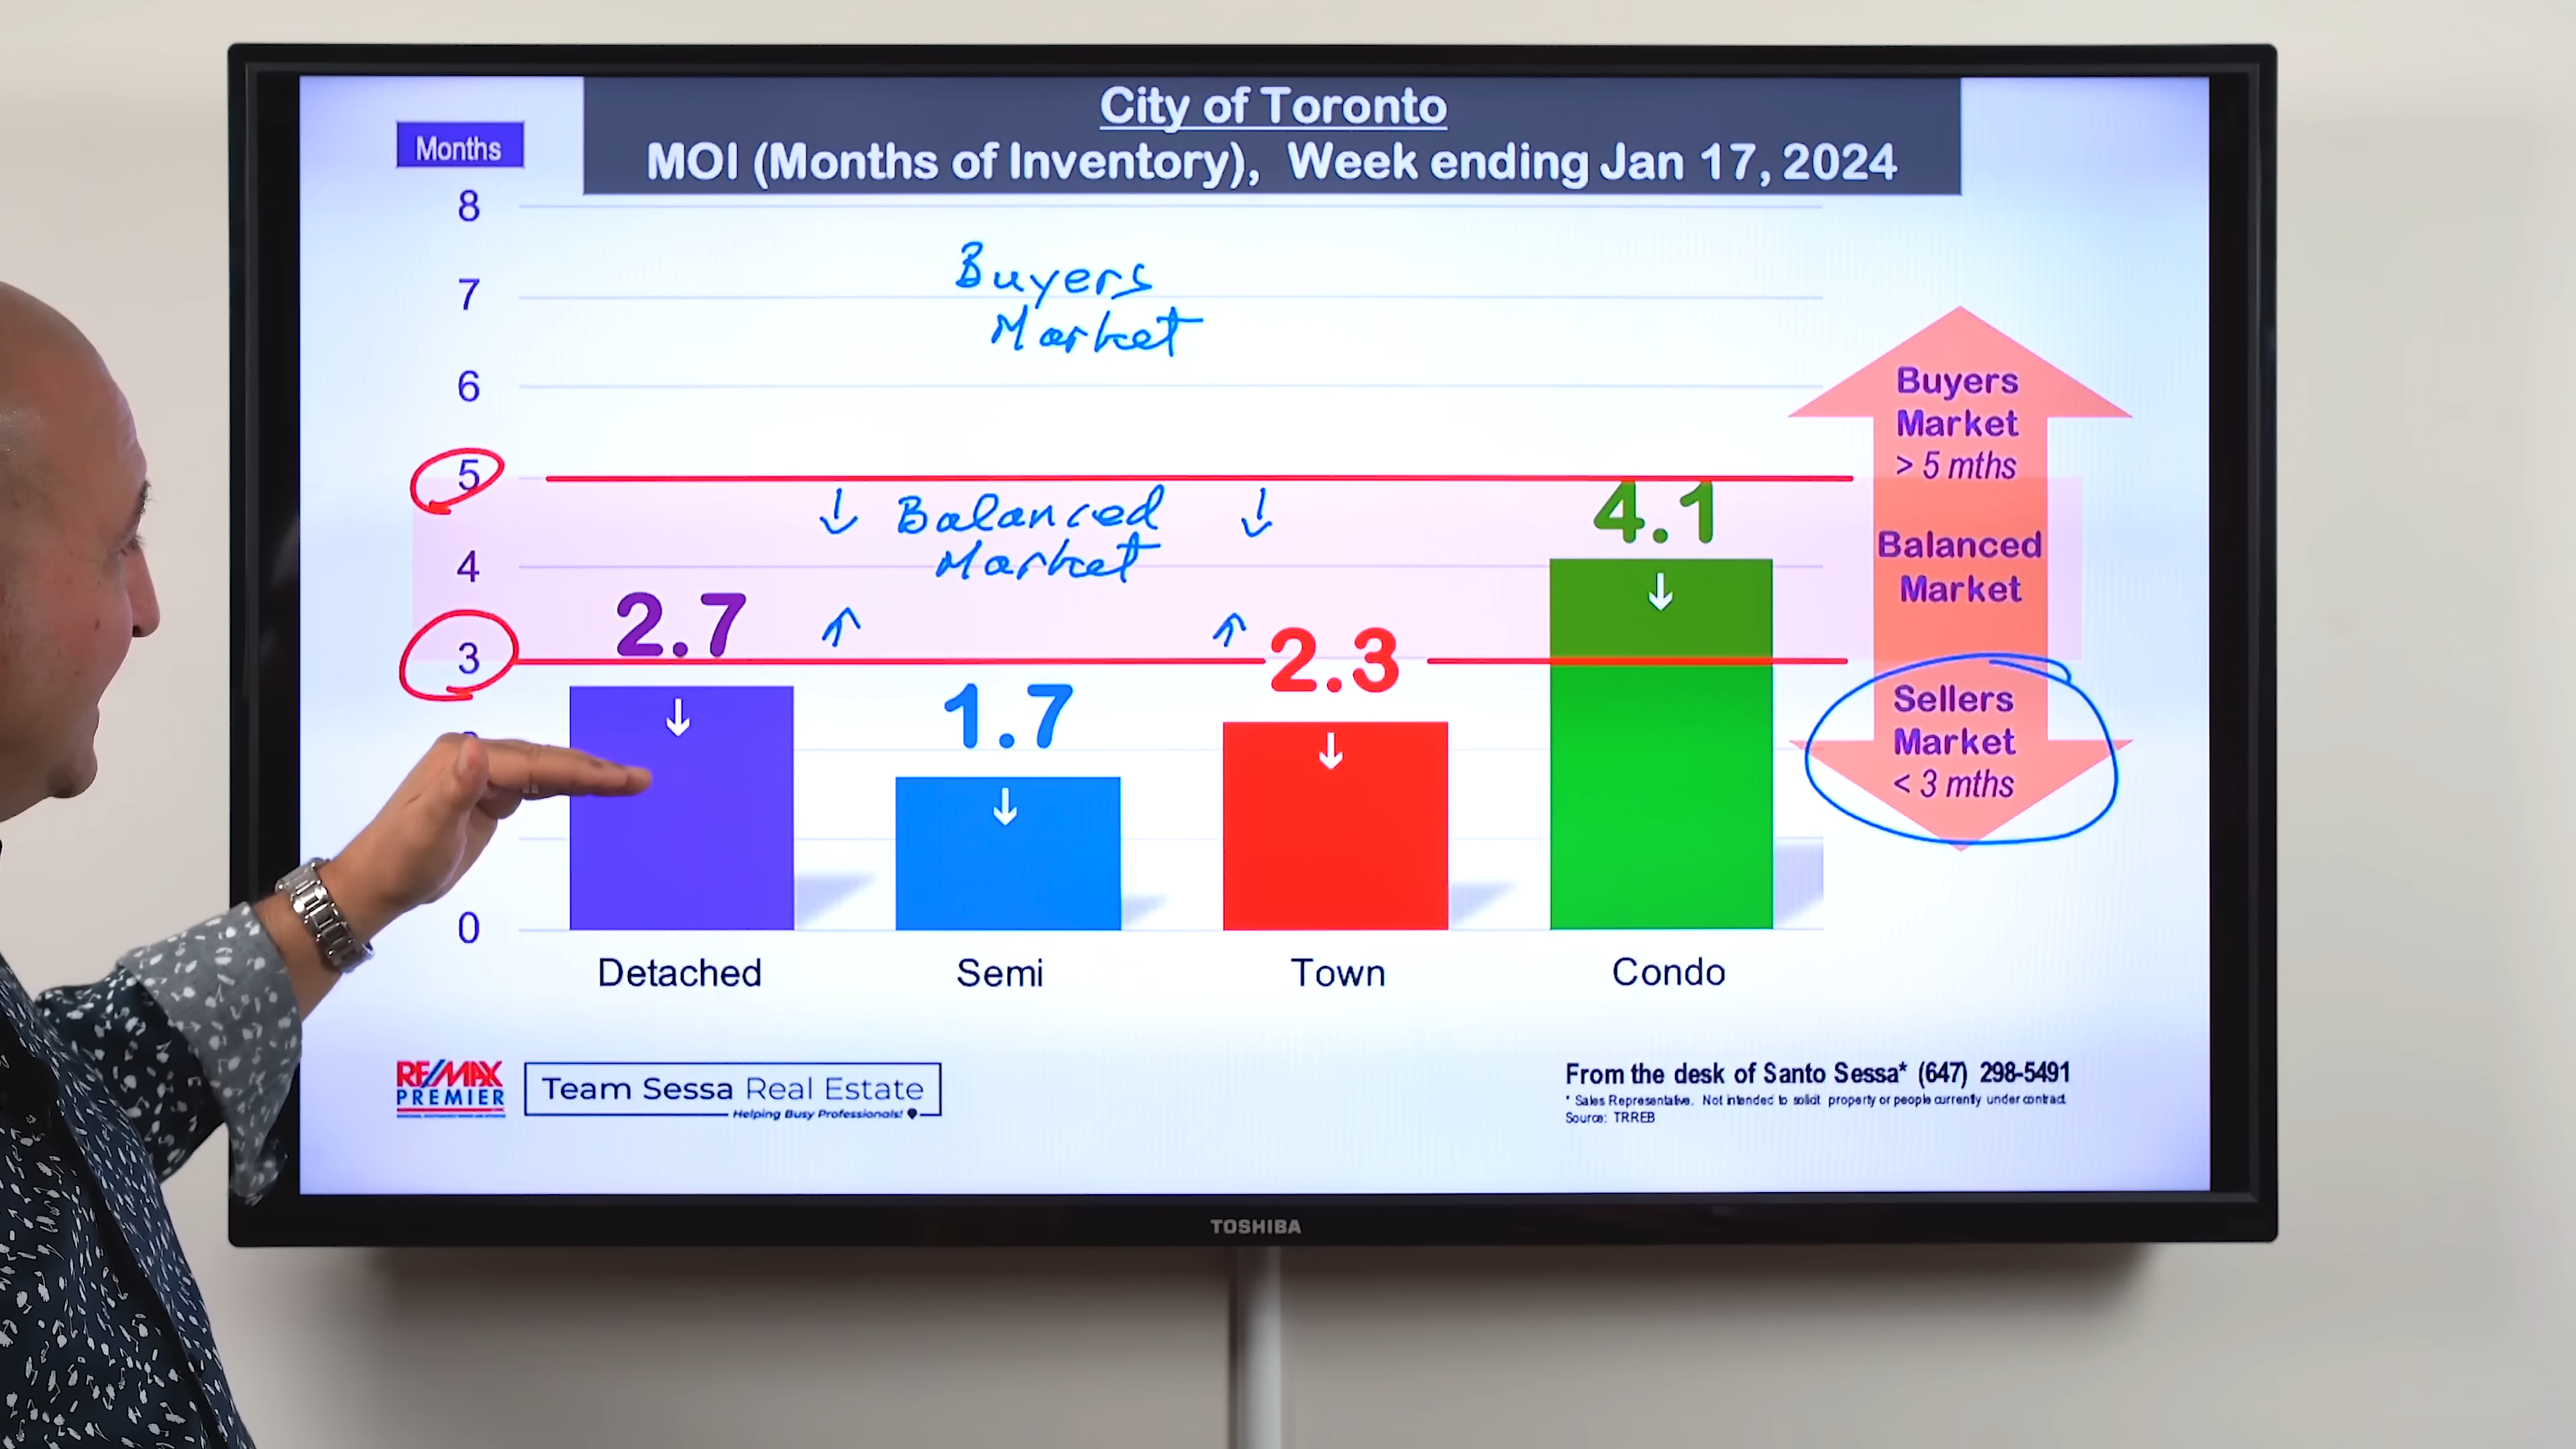 City of Toronto
MOI (Months of Inventory), Week ending Jan 17, 2024
Months
8
7
6
5
4
3
0
Buyers
Market
Balanced
Market
2.7
1.7
2.3
4.1
Detached
Semi
Town
Condo
Buyers
Market
> 5 mths
Balanced
Market
Sellers
Market
< 3 mths
RE/MAX
PREMIER
Team Sessa Real Estate
Helping Busy Professionals!
From the desk of Santo Sessa* (647) 298-5491
* Sales Representative. Not intended to solicit property or people currently under contract.
Source: TRREB
TOSHIBA